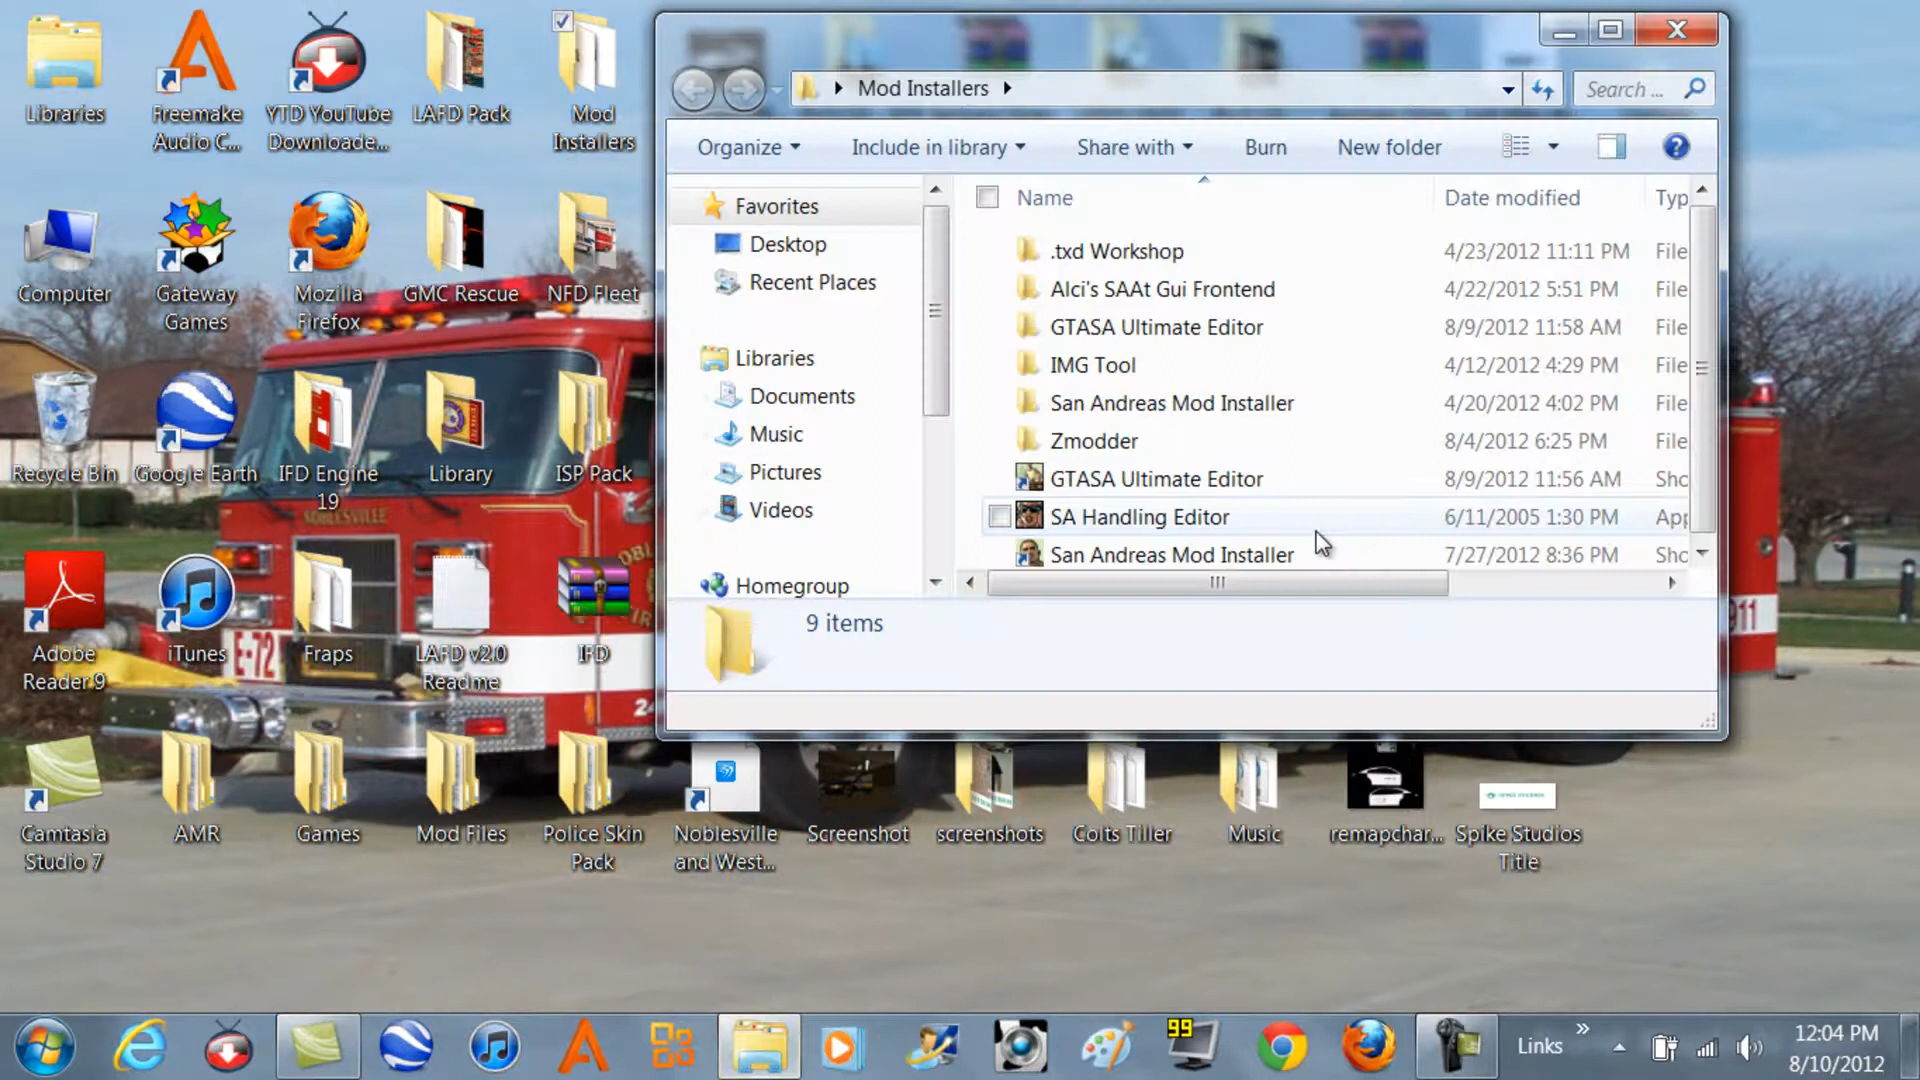 Libraries
Freemake
Audio C...
YTD YouTube
Downloade...
LAFD Pack
Mod
Installers
Computer
Gateway
Games
Mozilla
Firefox
GMC Rescue
NFD Fleet
Recycle Bin
Google Earth
IFD Engine
19
Library
ISP Pack
Adobe
Reader 9
iTunes
Fraps
LAFD v2.0
Readme
IFD
Camtasia
Studio 7
AMR
Games
Mod Files
Police Skin
Pack
Noblesville
and West...
Screenshot
screenshots
Colts Tiller
Music
remapchar...
Spike Studios
Title
Mod Installers
Search ...
Organize
Include in library
Share with
Burn
New folder
Favorites
Desktop
Recent Places
Libraries
Documents
Music
Pictures
Videos
Homegroup
Name Date modified Typ
.txd Workshop 4/23/2012 11:11 PM File
Alci's SAAt Gui Frontend 4/22/2012 5:51 PM File
GTASA Ultimate Editor 8/9/2012 11:58 AM File
IMG Tool 4/12/2012 4:29 PM File
San Andreas Mod Installer 4/20/2012 4:02 PM File
Zmodder 8/4/2012 6:25 PM File
GTASA Ultimate Editor 8/9/2012 11:56 AM Sho
SA Handling Editor 6/11/2005 1:30 PM App
San Andreas Mod Installer 7/27/2012 8:36 PM Sho
9 items
NOBLESVILLE
E-72
911
99
Links
12:04 PM
8/10/2012